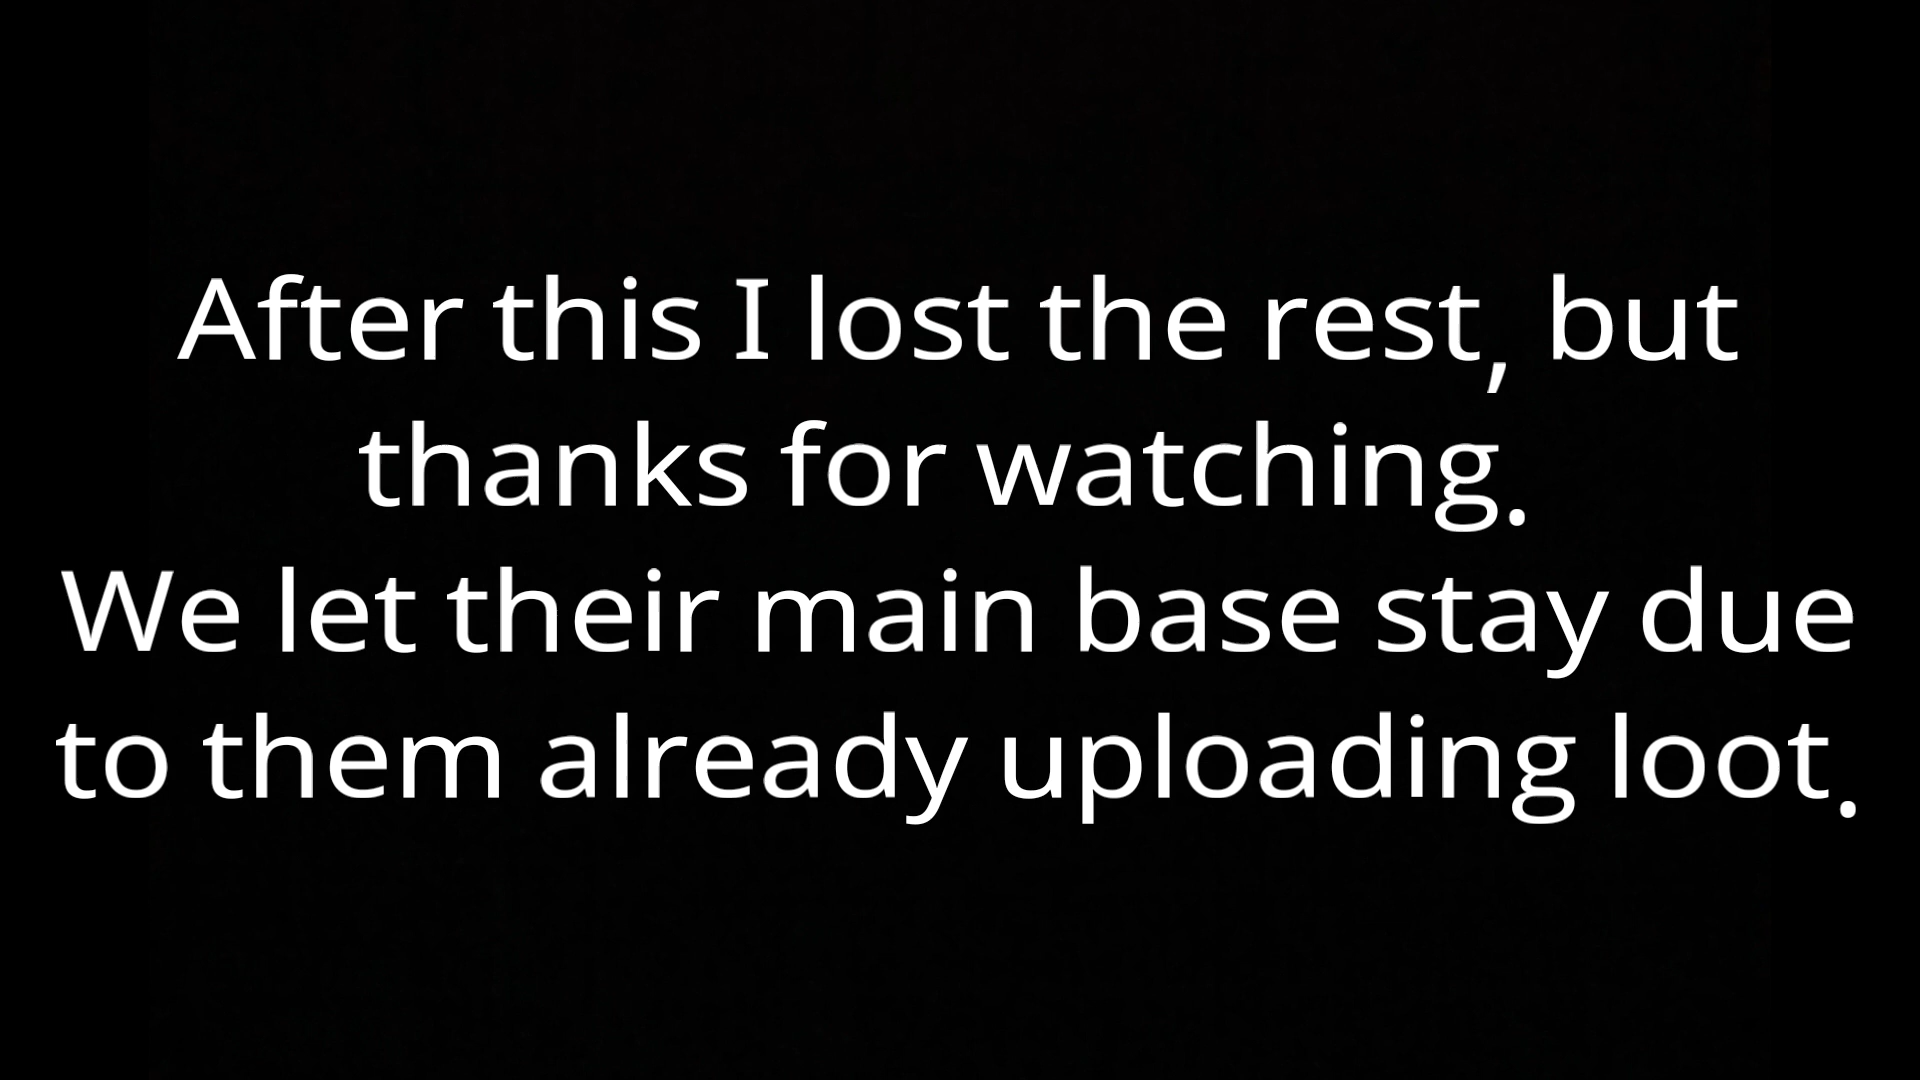 After this I lost the rest, but
thanks for watching.
We let their main base stay due
to them already uploading loot.